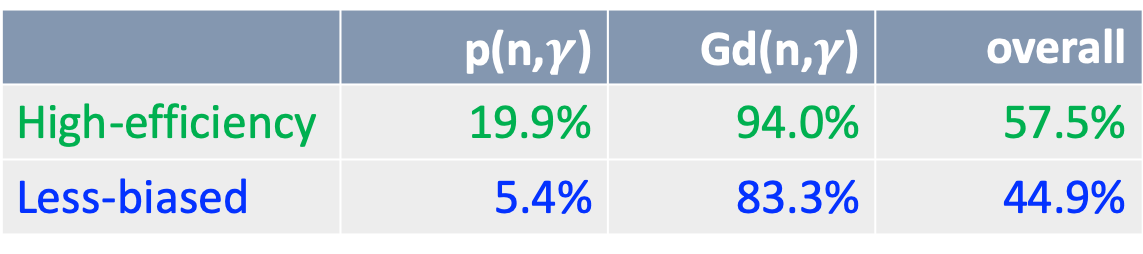 p(n,γ) Gd(n,γ) overall
High-efficiency 19.9% 94.0% 57.5%
Less-biased 5.4% 83.3% 44.9%